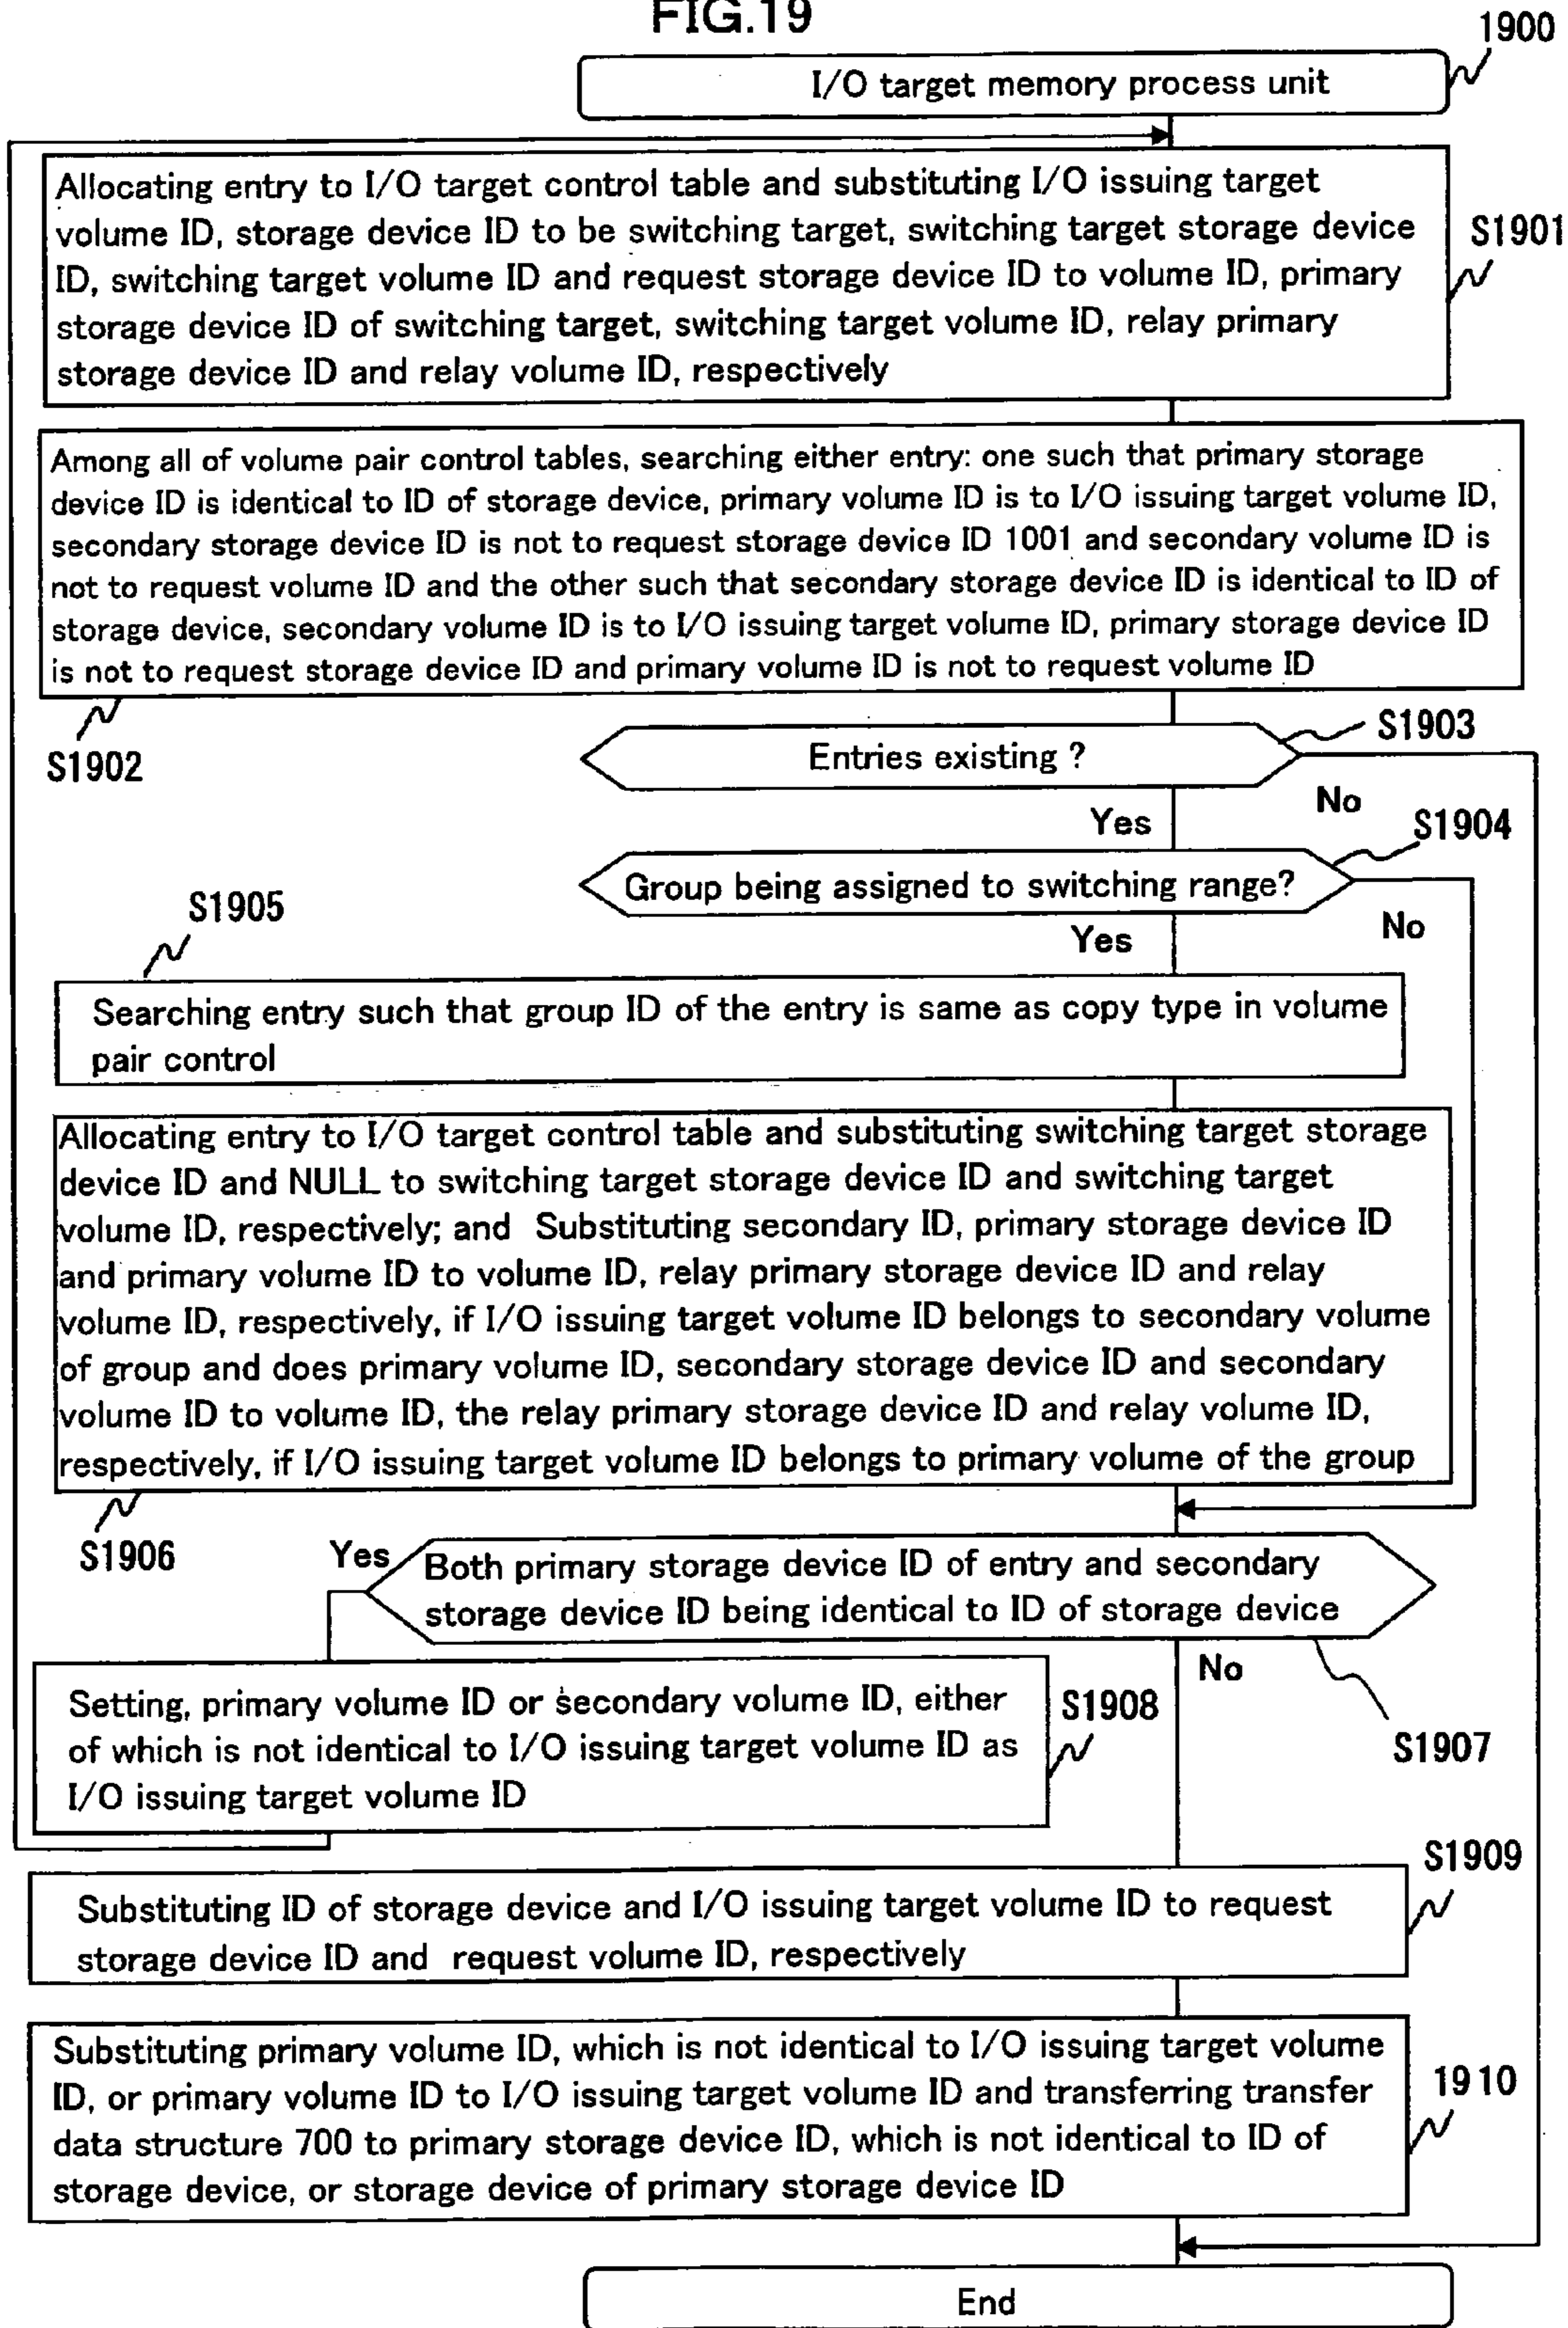 FIG.19
1900
I/O target memory process unit
Allocating entry to I/O target control table and substituting I/O issuing target
volume ID, storage device ID to be switching target, switching target storage device
ID, switching target volume ID and request storage device ID to volume ID, primary
storage device ID of switching target, switching target volume ID, relay primary
storage device ID and relay volume ID, respectively
S1901
Among all of volume pair control tables, searching either entry: one such that primary storage
device ID is identical to ID of storage device, primary volume ID is to I/O issuing target volume ID,
secondary storage device ID is not to request storage device ID 1001 and secondary volume ID is
not to request volume ID and the other such that secondary storage device ID is identical to ID of
storage device, secondary volume ID is to I/O issuing target volume ID, primary storage device ID
is not to request storage device ID and primary volume ID is not to request volume ID
S1902
S1903
Entries existing ?
No
Yes
S1904
Group being assigned to switching range?
No
Yes
S1905
Searching entry such that group ID of the entry is same as copy type in volume
pair control
Allocating entry to I/O target control table and substituting switching target storage
device ID and NULL to switching target storage device ID and switching target
volume ID, respectively; and Substituting secondary ID, primary storage device ID
and primary volume ID to volume ID, relay primary storage device ID and relay
volume ID, respectively, if I/O issuing target volume ID belongs to secondary volume
of group and does primary volume ID, secondary storage device ID and secondary
volume ID to volume ID, the relay primary storage device ID and relay volume ID,
respectively, if I/O issuing target volume ID belongs to primary volume of the group
S1906
Yes
Both primary storage device ID of entry and secondary
storage device ID being identical to ID of storage device
No
S1907
Setting, primary volume ID or secondary volume ID, either
of which is not identical to I/O issuing target volume ID as
I/O issuing target volume ID
S1908
S1909
Substituting ID of storage device and I/O issuing target volume ID to request
storage device ID and request volume ID, respectively
Substituting primary volume ID, which is not identical to I/O issuing target volume
ID, or primary volume ID to I/O issuing target volume ID and transferring transfer
data structure 700 to primary storage device ID, which is not identical to ID of
storage device, or storage device of primary storage device ID
1910
End